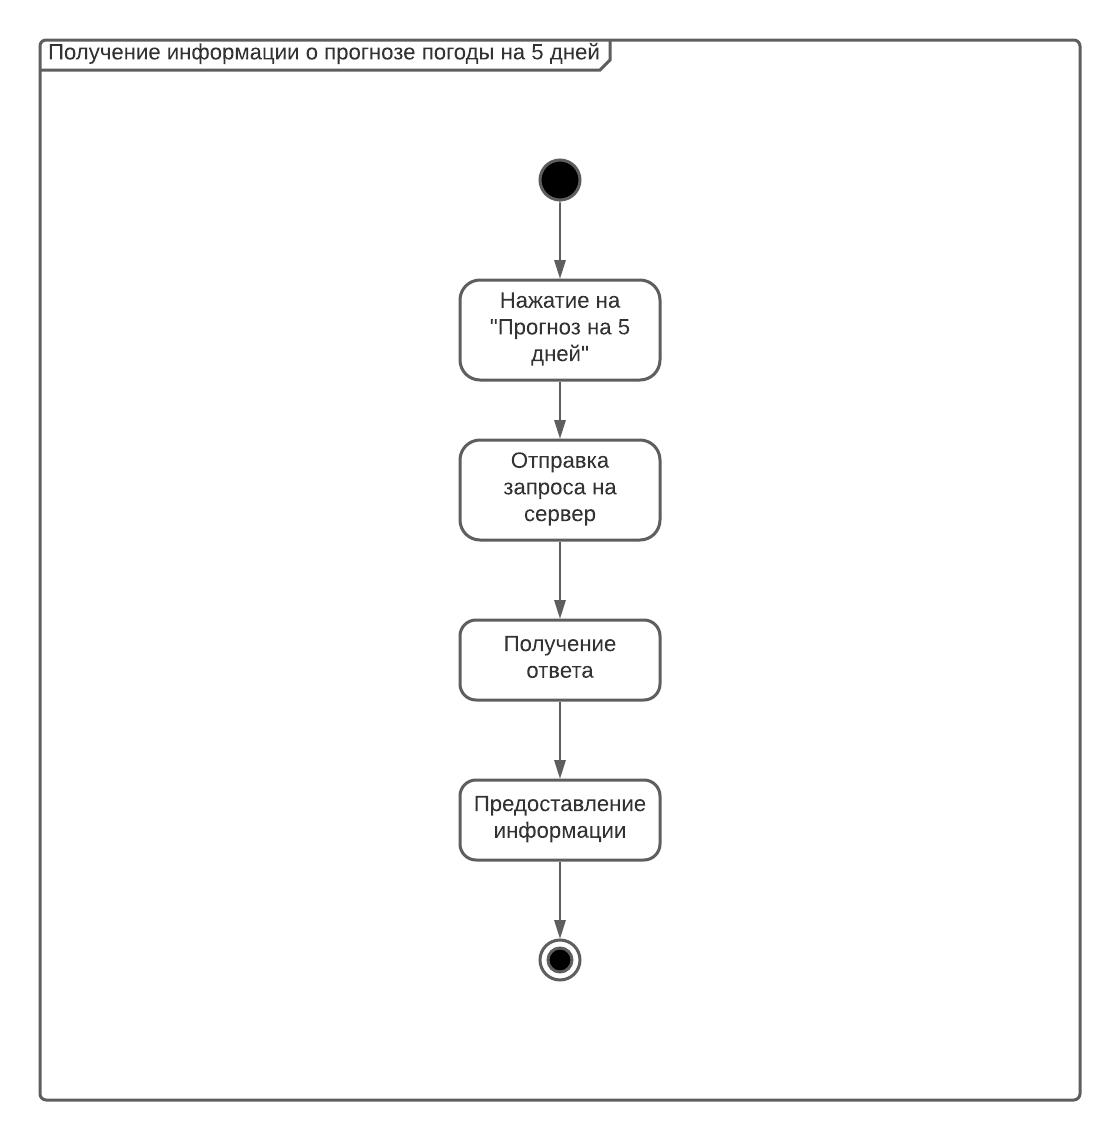 Получение информации о прогнозе погоды на 5 дней
Нажатие на
"Прогноз на 5
дней"
Отправка
запроса на
сервер
Получение
ответа
Предоставление
информации